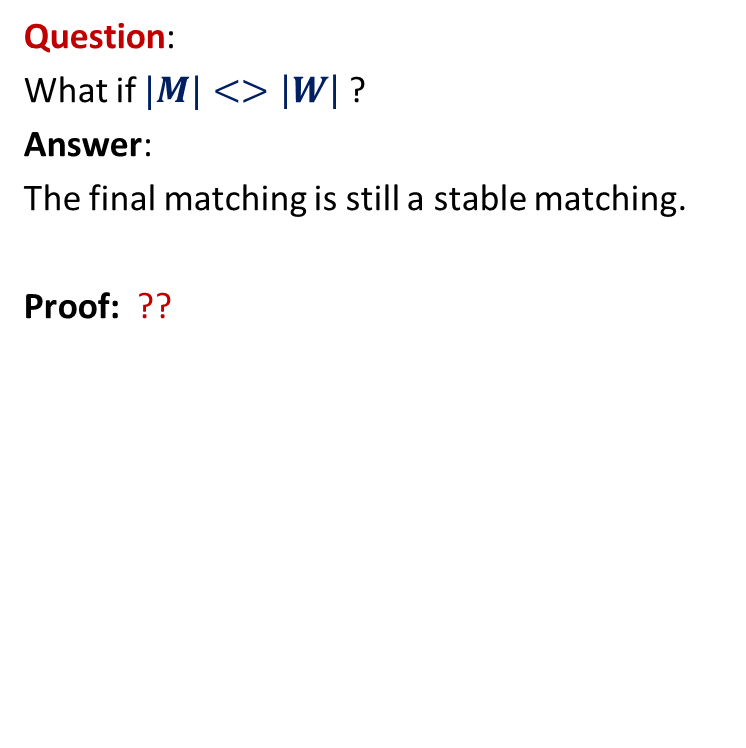 Question:
What if |M| <> |W| ?
Answer:
The final matching is still a stable matching.
Proof: ??